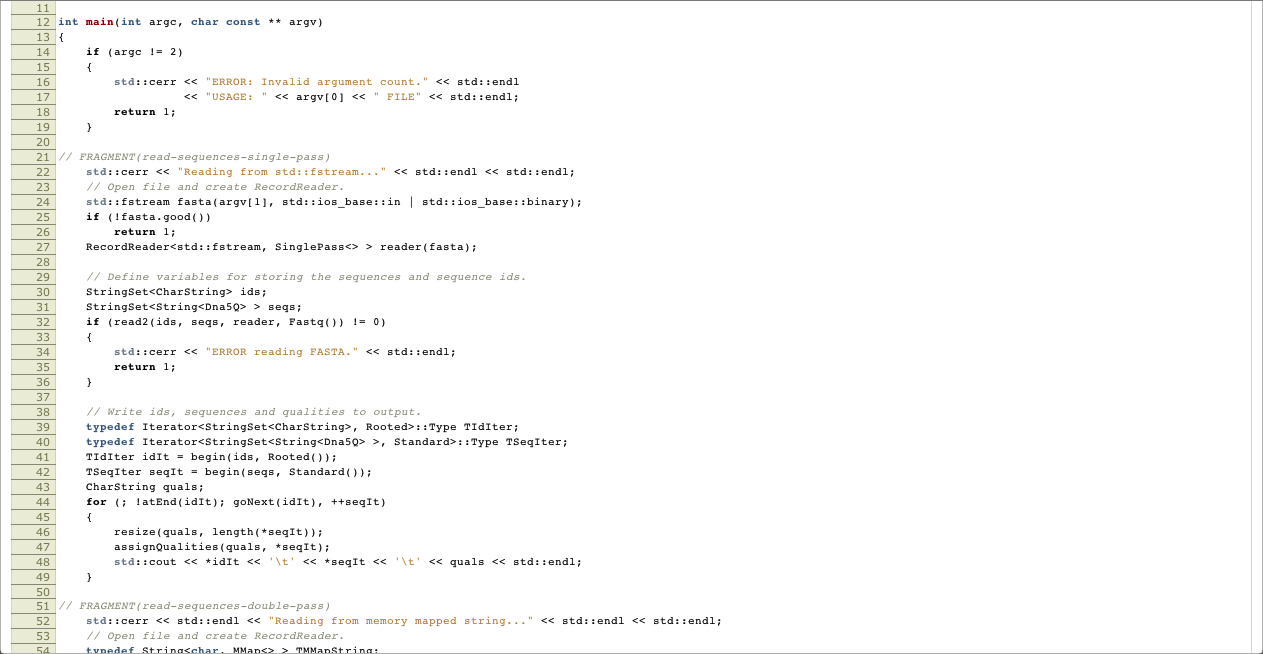 11
12 int main(int argc, char const ** argv)
13 {
14     if (argc != 2)
15     {
16         std::cerr << "ERROR: Invalid argument count." << std::endl
17                   << "USAGE: " << argv[0] << " FILE" << std::endl;
18         return 1;
19     }
20
21 // FRAGMENT(read-sequences-single-pass)
22     std::cerr << "Reading from std::fstream..." << std::endl << std::endl;
23     // Open file and create RecordReader.
24     std::fstream fasta(argv[1], std::ios_base::in | std::ios_base::binary);
25     if (!fasta.good())
26         return 1;
27     RecordReader<std::fstream, SinglePass<> > reader(fasta);
28
29     // Define variables for storing the sequences and sequence ids.
30     StringSet<CharString> ids;
31     StringSet<String<Dna5Q> > seqs;
32     if (read2(ids, seqs, reader, Fastq()) != 0)
33     {
34         std::cerr << "ERROR reading FASTA." << std::endl;
35         return 1;
36     }
37
38     // Write ids, sequences and qualities to output.
39     typedef Iterator<StringSet<CharString>, Rooted>::Type TIdIter;
40     typedef Iterator<StringSet<String<Dna5Q> >, Standard>::Type TSeqIter;
41     TIdIter idIt = begin(ids, Rooted());
42     TSeqIter seqIt = begin(seqs, Standard());
43     CharString quals;
44     for (; !atEnd(idIt); goNext(idIt), ++seqIt)
45     {
46         resize(quals, length(*seqIt));
47         assignQualities(quals, *seqIt);
48         std::cout << *idIt << '\t' << *seqIt << '\t' << quals << std::endl;
49     }
50
51 // FRAGMENT(read-sequences-double-pass)
52     std::cerr << std::endl << "Reading from memory mapped string..." << std::endl << std::endl;
53     // Open file and create RecordReader.
54     typedef String<char, MMap<> > TMMapString;